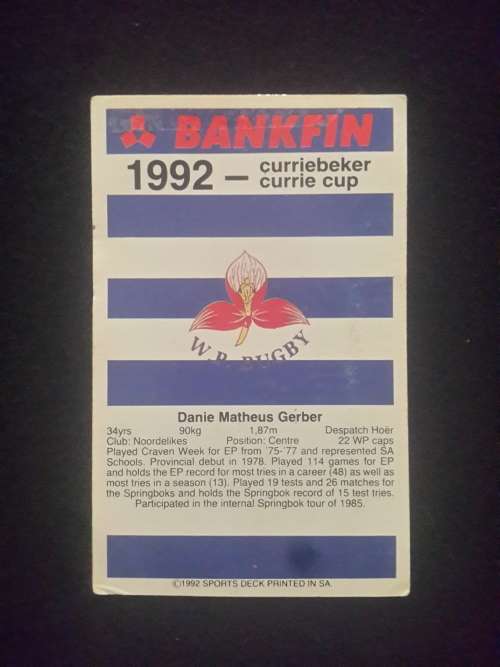 BANKFIN
1992 – curriebeker
currie cup
W.P. RUGBY
Danie Matheus Gerber
34yrs 90kg 1,87m Despatch Hoër
Club: Noordelikes Position: Centre 22 WP caps
Played Craven Week for EP from '75-'77 and represented SA
Schools. Provincial debut in 1978. Played 114 games for EP
and holds the EP record for most tries in a career (48) as well as
most tries in a season (13). Played 19 tests and 26 matches for
the Springboks and holds the Springbok record of 15 test tries.
Participated in the internal Springbok tour of 1985.
©1992 SPORTS DECK PRINTED IN SA.